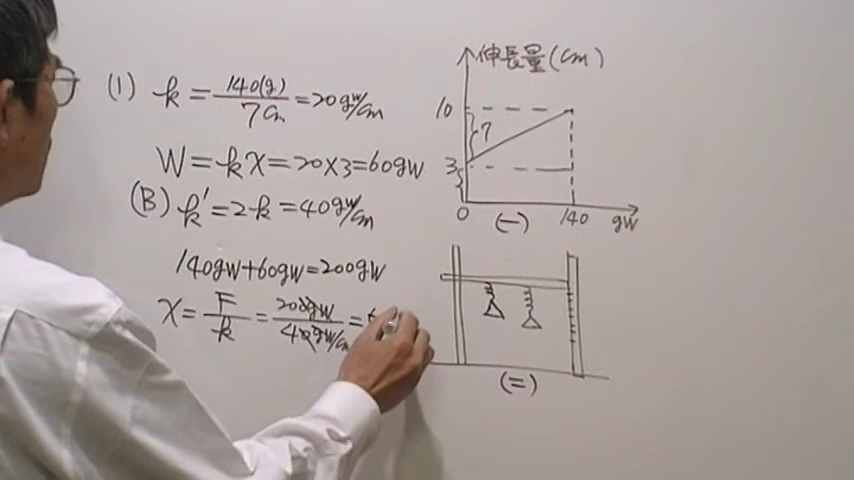 (1) k = 140(g) / 7cm = 20gw/cm
W = kx = 20×3 = 60gw
(B) k' = 2k = 40gw/cm
140gw+60gw=200gw
x = F / k = 200gw / 40gw/cm =
伸長量(cm)
10
7
3
0 140 gw
(一)
(二)